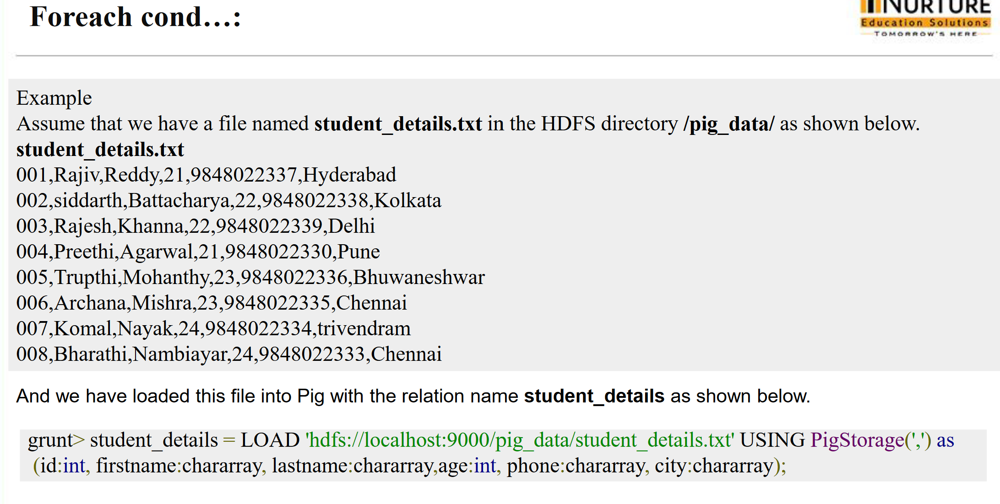 Foreach cond...:
NURTURE
Education Solutions
TOMORROW'S HERE
Example
Assume that we have a file named student_details.txt in the HDFS directory /pig_data/ as shown below.
student_details.txt
001,Rajiv,Reddy,21,9848022337,Hyderabad
002,siddarth,Battacharya,22,9848022338,Kolkata
003,Rajesh,Khanna,22,9848022339,Delhi
004,Preethi,Agarwal,21,9848022330,Pune
005,Trupthi,Mohanthy,23,9848022336,Bhuwaneshwar
006,Archana,Mishra,23,9848022335,Chennai
007,Komal,Nayak,24,9848022334,trivendram
008,Bharathi,Nambiayar,24,9848022333,Chennai
And we have loaded this file into Pig with the relation name student_details as shown below.
grunt> student_details = LOAD 'hdfs://localhost:9000/pig_data/student_details.txt' USING PigStorage(',') as
(id:int, firstname:chararray, lastname:chararray,age:int, phone:chararray, city:chararray);